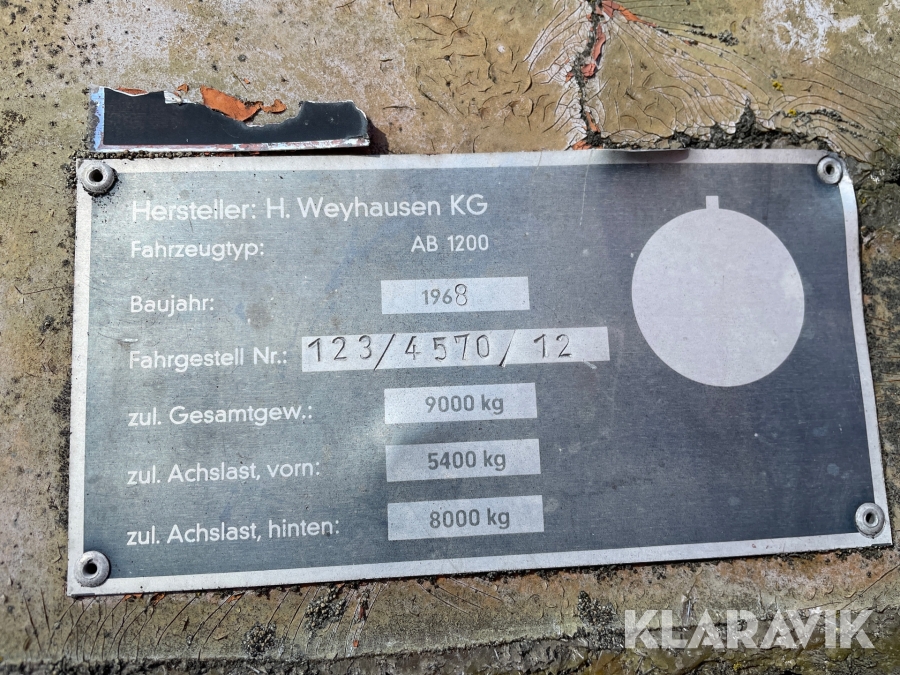 Hersteller: H. Weyhausen KG
Fahrzeugtyp: AB 1200
Baujahr: 1968
Fahrgestell Nr.: 123/4570/12
zul. Gesamtgew.: 9000 kg
zul. Achslast, vorn: 5400 kg
zul. Achslast, hinten: 8000 kg
KLARAVIK